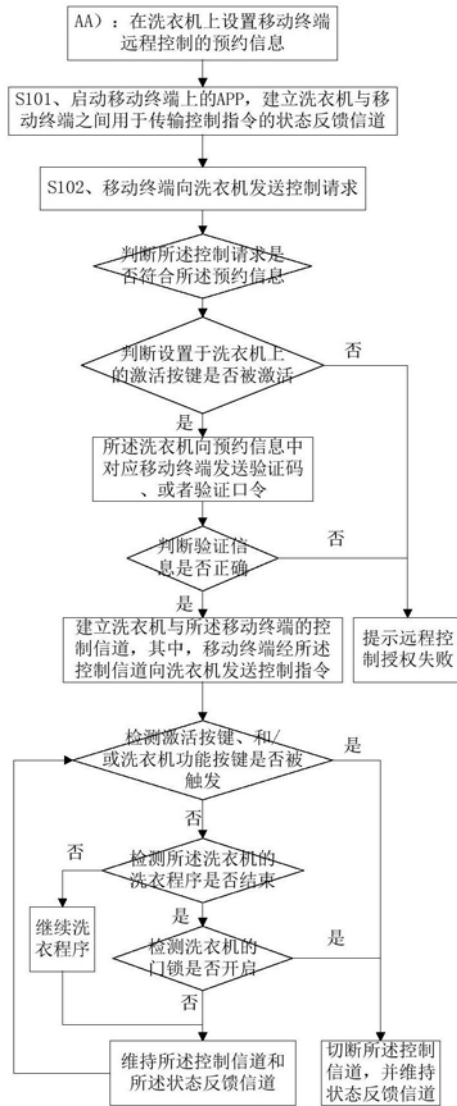 AA）：在洗衣机上设置移动终端
远程控制的预约信息
S101、启动移动终端上的APP，建立洗衣机与移
动终端之间用于传输控制指令的状态反馈信道
S102、移动终端向洗衣机发送控制请求
判断所述控制请求是
否符合所述预约信息
判断设置于洗衣机上
的激活按键是否被激活
否
是
所述洗衣机向预约信息中
对应移动终端发送验证码
、或者验证口令
判断验证信
息是否正确
否
是
建立洗衣机与所述移动终端的控
制信道，其中，移动终端经所述
控制信道向洗衣机发送控制指令
提示远程控
制授权失败
检测激活按键、和/
或洗衣机功能按键是否被
触发
是
否
检测所述洗衣机的
洗衣程序是否结束
否
是
继续洗
衣程序
检测洗衣机的
门锁是否开启
是
否
维持所述控制信道和
所述状态反馈信道
切断所述控制
信道，并维持
状态反馈信道